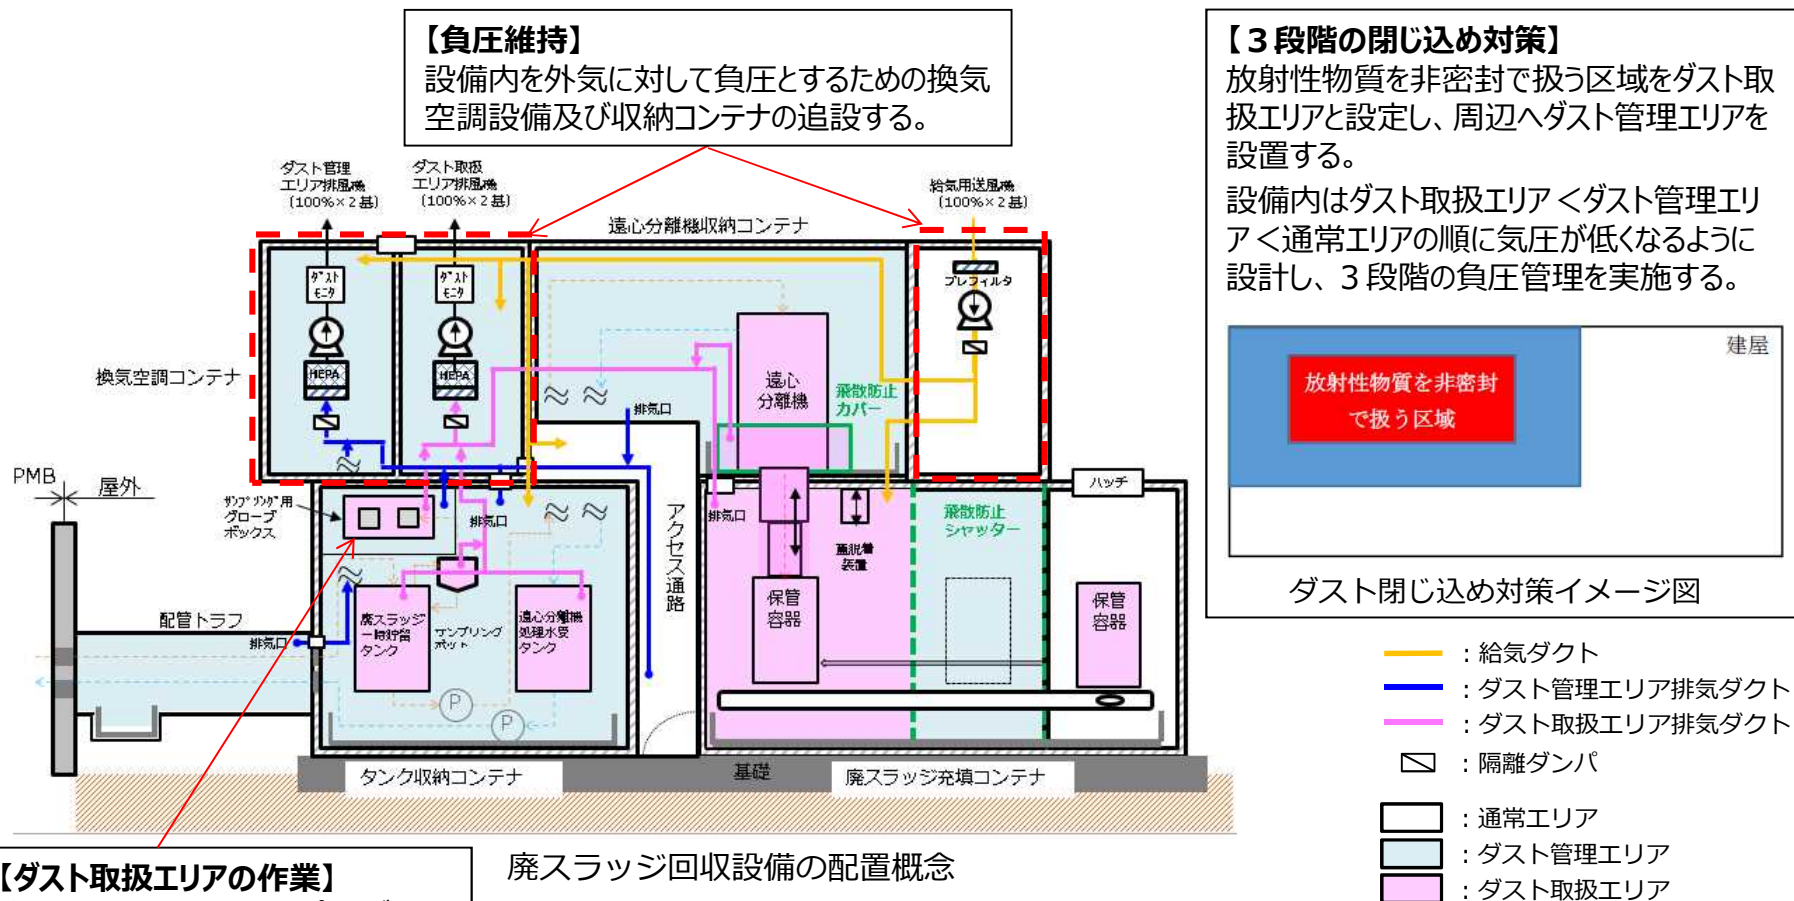 【負圧維持】
設備内を外気に対して負圧とするための換気
空調設備及び収納コンテナの追設する。
【３段階の閉じ込め対策】
放射性物質を非密封で扱う区域をダスト取
扱エリアと設定し、周辺へダスト管理エリアを
設置する。
設備内はダスト取扱エリア＜ダスト管理エリ
ア＜通常エリアの順に気圧が低くなるように
設計し、３段階の負圧管理を実施する。
建屋
放射性物質を非密封
で扱う区域
ダスト閉じ込め対策イメージ図
ダスト管理
エリア排風機
(100%×２基)
ダスト取扱
エリア排風機
(100%×２基)
給気用送風機
(100%×２基)
遠心分離機収納コンテナ
ダスト
モニタ
ダスト
モニタ
プレフィルタ
HEPA
HEPA
換気空調コンテナ
遠心
分離機
飛散防止
カバー
排気口
PMB
屋外
サンプリング用
グローブ
ボックス
排気口
アクセス通路
排気口
蓋脱着
装置
飛散防止
シャッター
ハッチ
配管トラフ
排気口
廃スラッジ
一時貯留
タンク
サンプリング
ポット
遠心分離機
処理水受
タンク
保管
容器
保管
容器
P
P
タンク収納コンテナ
基礎
廃スラッジ充填コンテナ
：給気ダクト
：ダスト管理エリア排気ダクト
：ダスト取扱エリア排気ダクト
：隔離ダンパ
：通常エリア
：ダスト管理エリア
：ダスト取扱エリア
【ダスト取扱エリアの作業】
廃スラッジ回収設備の配置概念